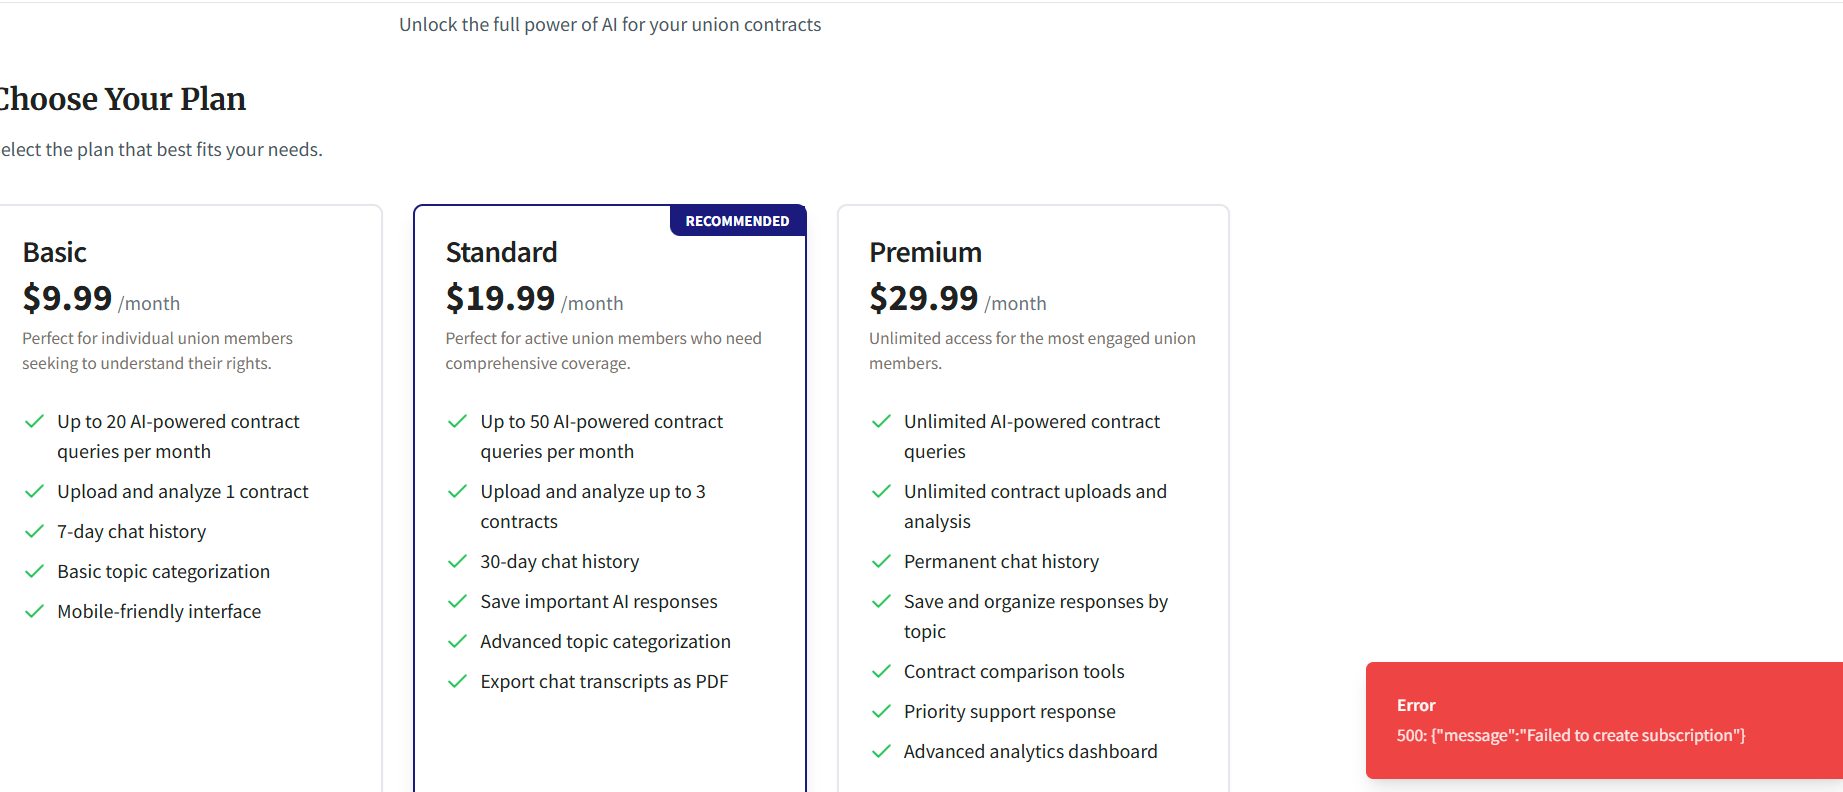 Unlock the full power of AI for your union contracts
Choose Your Plan
elect the plan that best fits your needs.
Basic
$9.99 /month
Perfect for individual union members
seeking to understand their rights.
Up to 20 AI-powered contract
queries per month
Upload and analyze 1 contract
7-day chat history
Basic topic categorization
Mobile-friendly interface
RECOMMENDED
Standard
$19.99 /month
Perfect for active union members who need
comprehensive coverage.
Up to 50 AI-powered contract
queries per month
Upload and analyze up to 3
contracts
30-day chat history
Save important AI responses
Advanced topic categorization
Export chat transcripts as PDF
Premium
$29.99 /month
Unlimited access for the most engaged union
members.
Unlimited AI-powered contract
queries
Unlimited contract uploads and
analysis
Permanent chat history
Save and organize responses by
topic
Contract comparison tools
Priority support response
Advanced analytics dashboard
Error
500: {"message":"Failed to create subscription"}